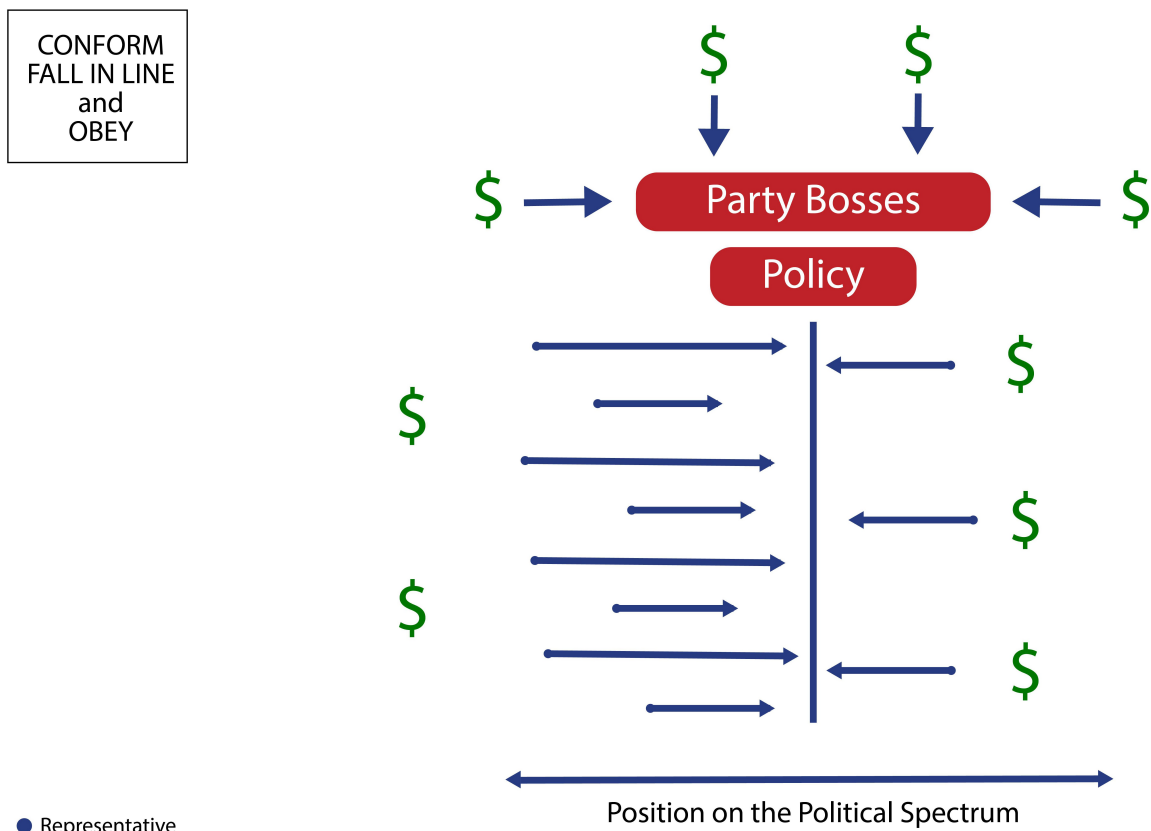 CONFORM
FALL IN LINE
and
OBEY
$ $
$ Party Bosses $
Policy
$
$
$
$
$
Position on the Political Spectrum
Representative